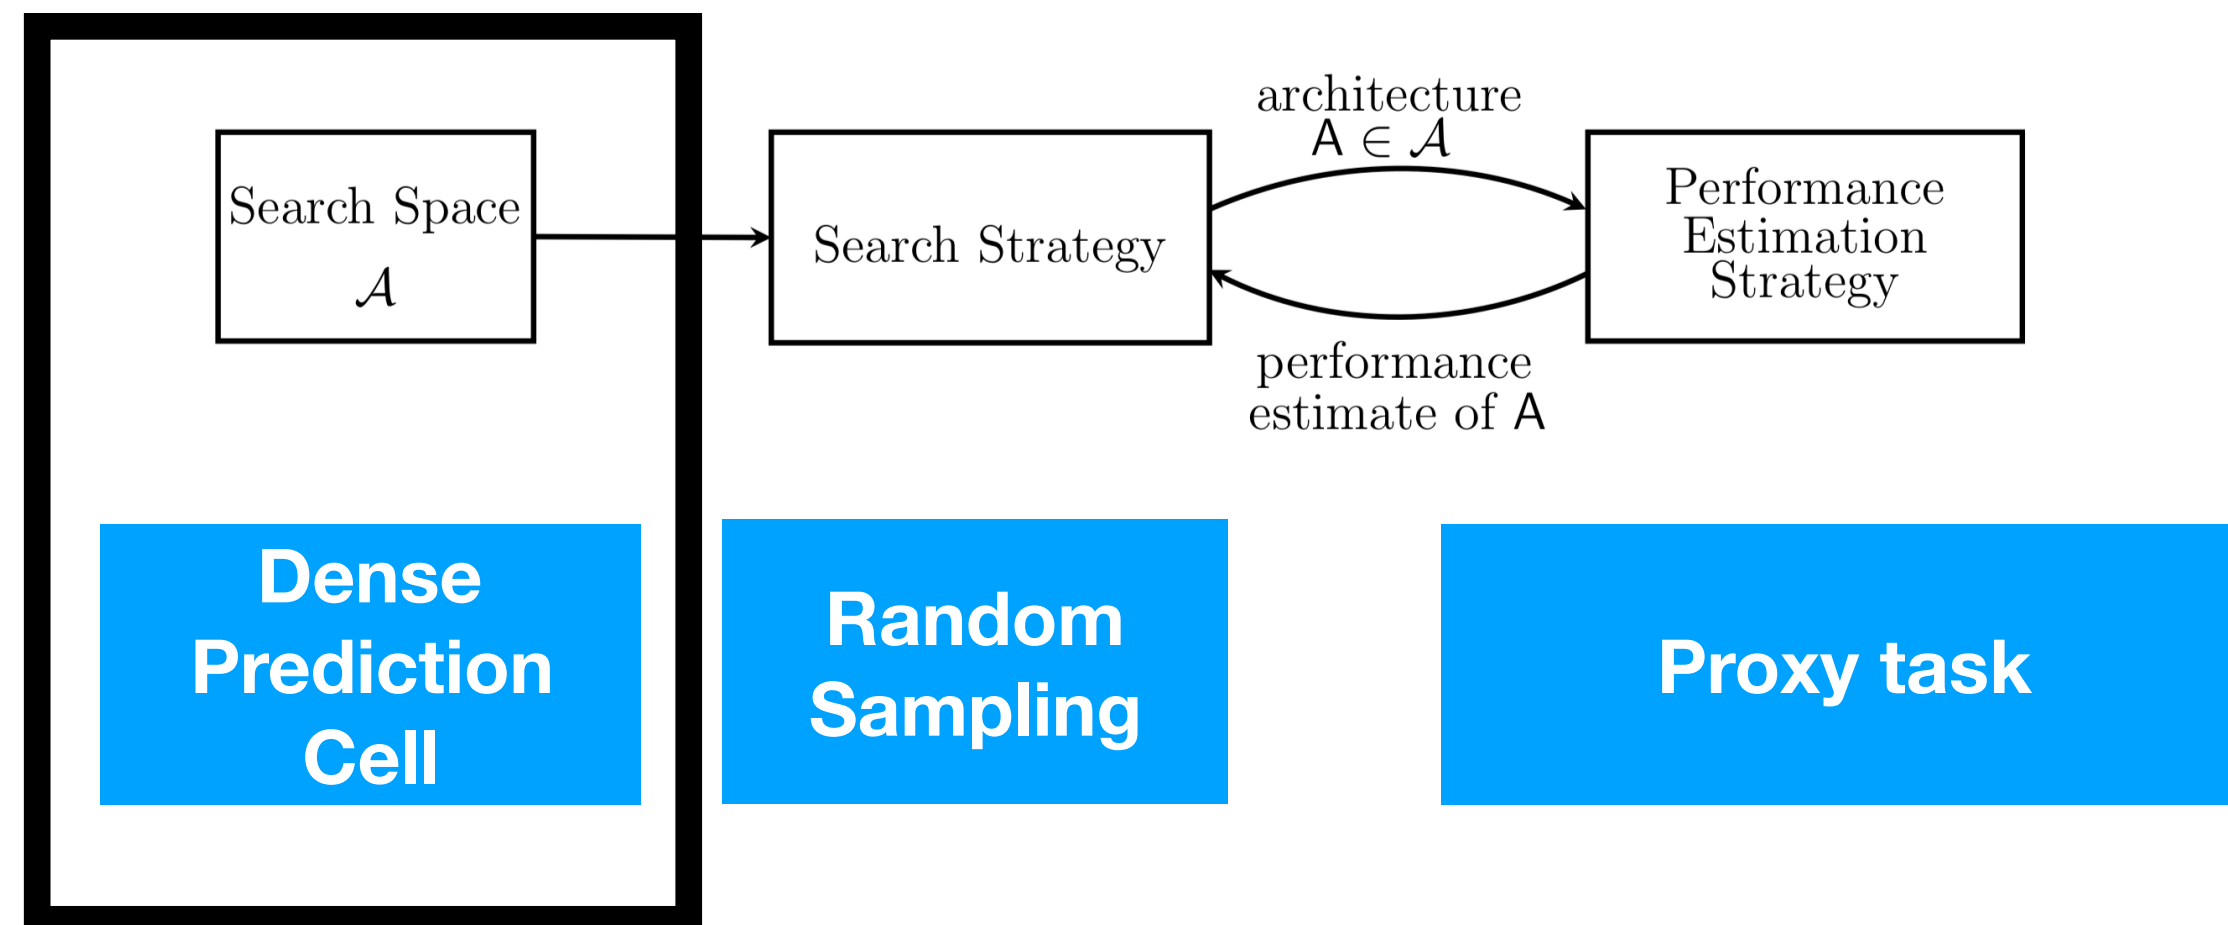 Search Space
𝒜
Search Strategy
architecture
A ∈ 𝒜
performance
estimate of A
Performance
Estimation
Strategy
Dense
Prediction
Cell
Random
Sampling
Proxy task